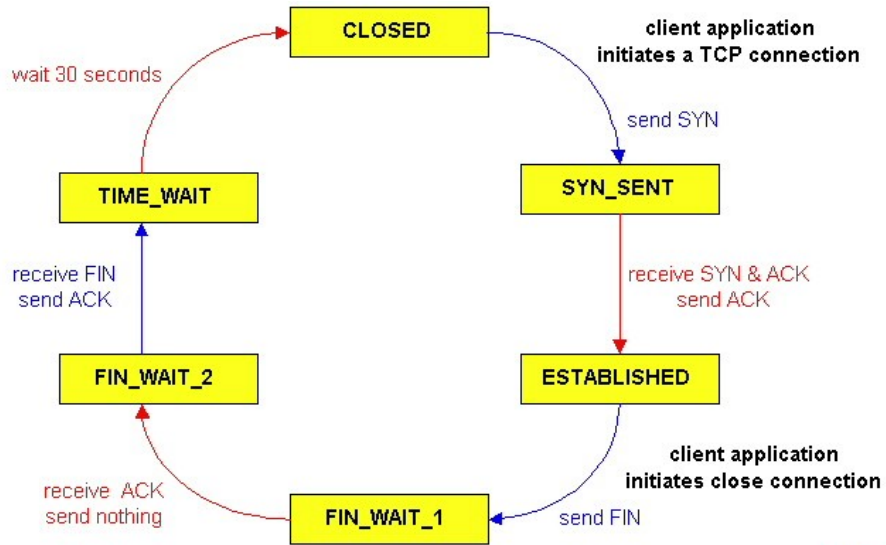 CLOSED
client application
initiates a TCP connection
wait 30 seconds
send SYN
TIME_WAIT
SYN_SENT
receive FIN
send ACK
receive SYN & ACK
send ACK
FIN_WAIT_2
ESTABLISHED
client application
initiates close connection
receive ACK
send nothing
FIN_WAIT_1
send FIN